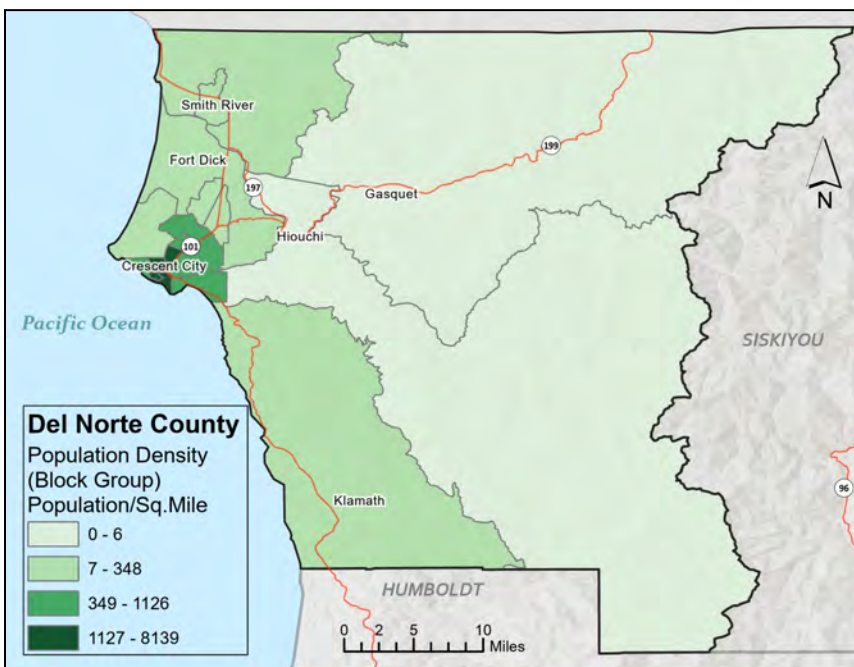 Smith River
Fort Dick
199
197
Gasquet
N
Hiouchi
101
Crescent City
Pacific Ocean
SISKIYOU
Del Norte County
Population Density
(Block Group)
Population/Sq.Mile
0 - 6
7 - 348
349 - 1126
1127 - 8139
Klamath
96
HUMBOLDT
0 2 5 10
Miles